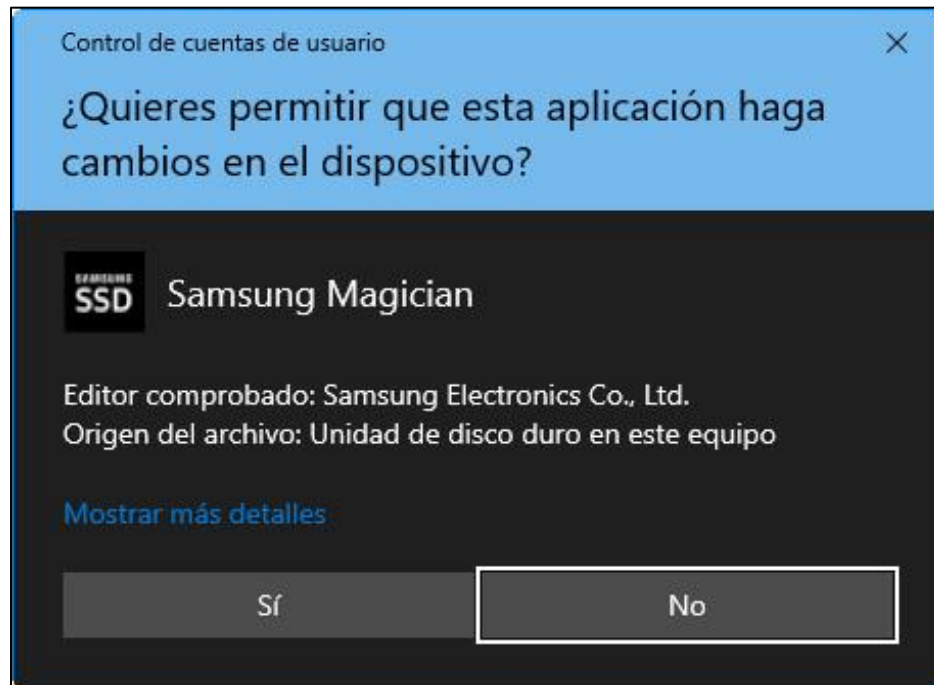 Control de cuentas de usuario
¿Quieres permitir que esta aplicación haga
cambios en el dispositivo?
SAMSUNG
SSD
Samsung Magician
Editor comprobado: Samsung Electronics Co., Ltd.
Origen del archivo: Unidad de disco duro en este equipo
Mostrar más detalles
Sí
No